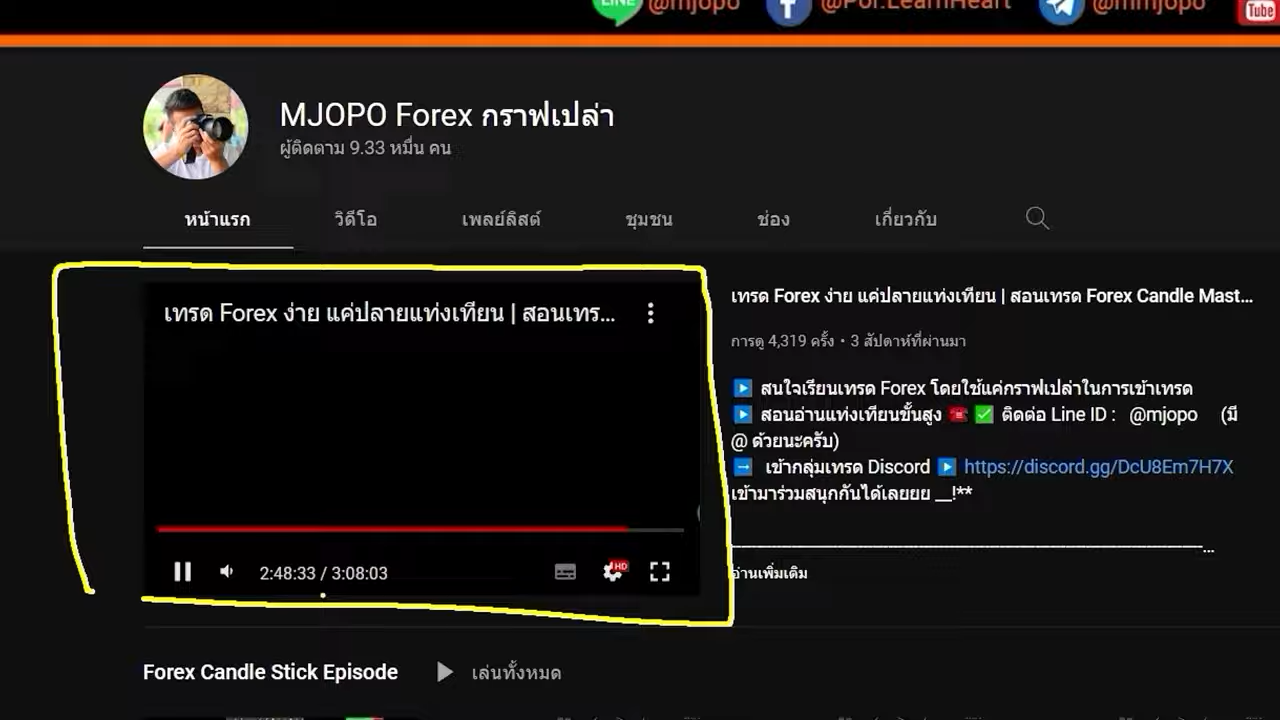 LINE @mjopo @Por.LearnHeart @mmjopo Tube
MJOPO Forex กราฟเปล่า
ผู้ติดตาม 9.33 หมื่น คน
หน้าแรก วิดีโอ เพลย์ลิสต์ ชุมชน ช่อง เกี่ยวกับ
เทรด Forex ง่าย แค่ปลายแท่งเทียน | สอนเทร...
2:48:33 / 3:08:03
HD
เทรด Forex ง่าย แค่ปลายแท่งเทียน | สอนเทรด Forex Candle Mast...
การดู 4,319 ครั้ง • 3 สัปดาห์ที่ผ่านมา
สนใจเรียนเทรด Forex โดยใช้แค่กราฟเปล่าในการเข้าเทรด
สอนอ่านแท่งเทียนขั้นสูง ติดต่อ Line ID : @mjopo (มี
@ ด้วยนะครับ)
เข้ากลุ่มเทรด Discord https://discord.gg/DcU8Em7H7X
เข้ามาร่วมสนุกกันได้เลยยย __!**
...
อ่านเพิ่มเติม
Forex Candle Stick Episode เล่นทั้งหมด